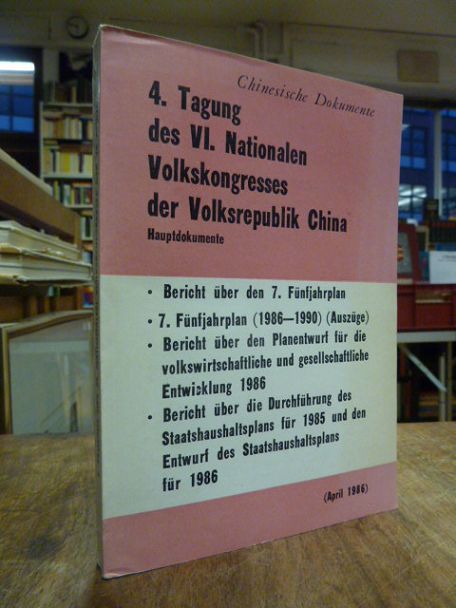 Chinesische Dokumente
4. Tagung
des VI. Nationalen
Volkskongresses
der Volksrepublik China
Hauptdokumente
• Bericht über den 7. Fünfjahrplan
• 7. Fünfjahrplan (1986—1990) (Auszüge)
• Bericht über den Planentwurf für die
volkswirtschaftliche und gesellschaftliche
Entwicklung 1986
• Bericht über die Durchführung des
Staatshaushaltsplans für 1985 und den
Entwurf des Staatshaushaltsplans
für 1986
(April 1986)